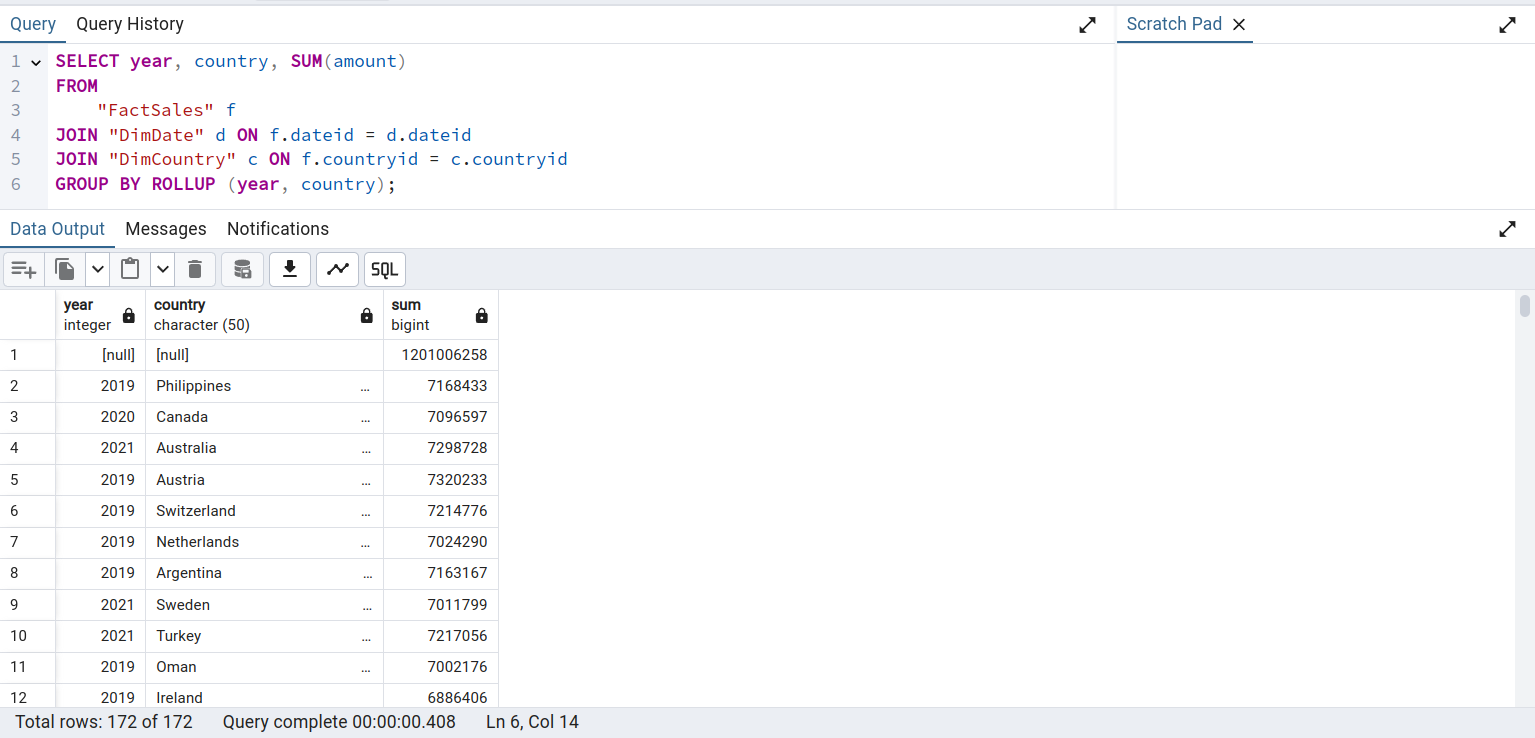 Query Query History
Scratch Pad
1 SELECT year, country, SUM(amount)
2 FROM
3 "FactSales" f
4 JOIN "DimDate" d ON f.dateid = d.dateid
5 JOIN "DimCountry" c ON f.countryid = c.countryid
6 GROUP BY ROLLUP (year, country);
Data Output Messages Notifications
SQL
year country sum
integer character (50) bigint
1 [null] [null] 1201006258
2 2019 Philippines ... 7168433
3 2020 Canada ... 7096597
4 2021 Australia ... 7298728
5 2019 Austria ... 7320233
6 2019 Switzerland ... 7214776
7 2019 Netherlands ... 7024290
8 2019 Argentina ... 7163167
9 2021 Sweden ... 7011799
10 2021 Turkey ... 7217056
11 2019 Oman ... 7002176
12 2019 Ireland 6886406
Total rows: 172 of 172 Query complete 00:00:00.408 Ln 6, Col 14